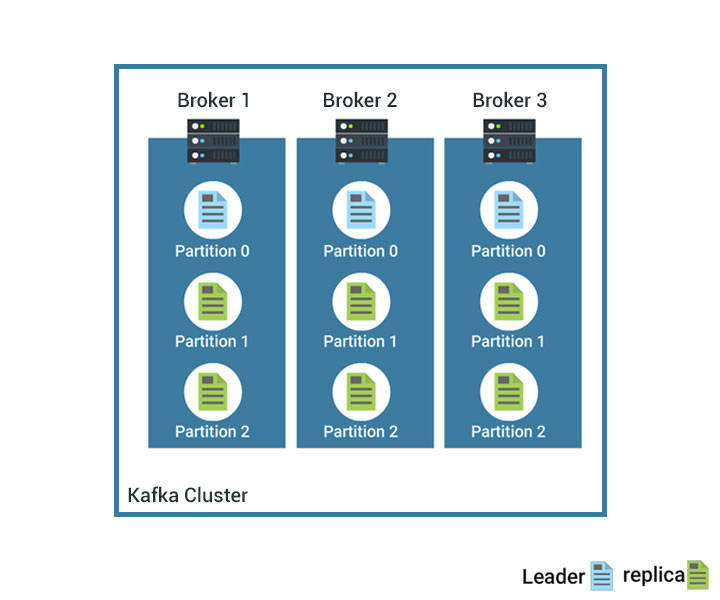 Broker 1 Broker 2 Broker 3
Partition 0 Partition 0 Partition 0
Partition 1 Partition 1 Partition 1
Partition 2 Partition 2 Partition 2
Kafka Cluster
Leader replica